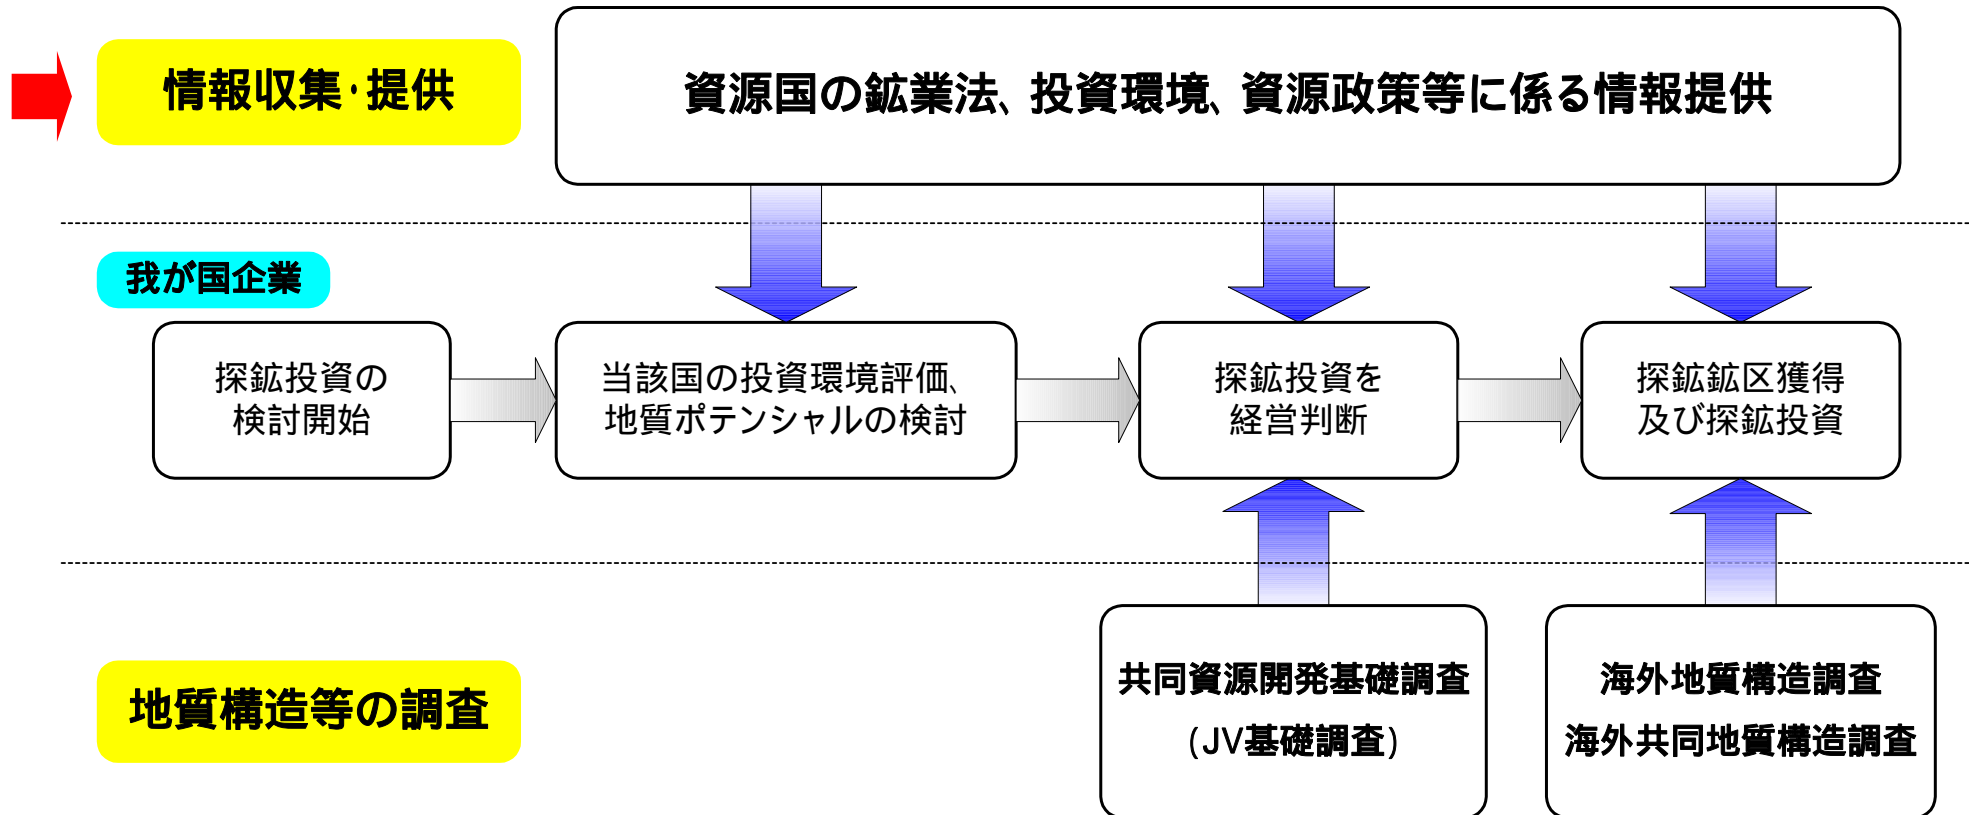 情報収集・提供
資源国の鉱業法、投資環境、資源政策等に係る情報提供
我が国企業
探鉱投資の
検討開始
当該国の投資環境評価、
地質ポテンシャルの検討
探鉱投資を
経営判断
探鉱鉱区獲得
及び探鉱投資
地質構造等の調査
共同資源開発基礎調査
(JV基礎調査)
海外地質構造調査
海外共同地質構造調査